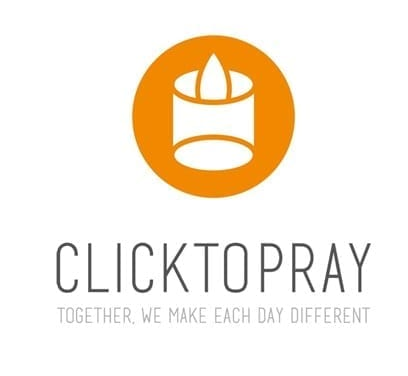 CLICKTOPRAY
TOGETHER, WE MAKE EACH DAY DIFFERENT